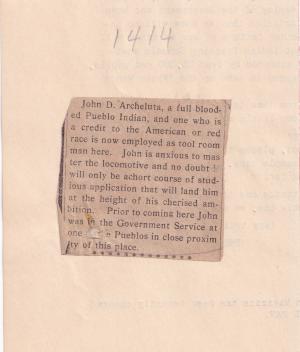 1414
John D. Archeluta, a full blood-
ed Pueblo Indian, and one who is
a credit to the American or red
race is now employed as tool room
man here. John is anxious to mas
ter the locomotive and no doubt it
will only be achort course of stud-
ious application that will land him
at the height of his cherised am-
bition. Prior to coming here John
was in the Government Service at
one Pueblos in close proxim
ity of this place.